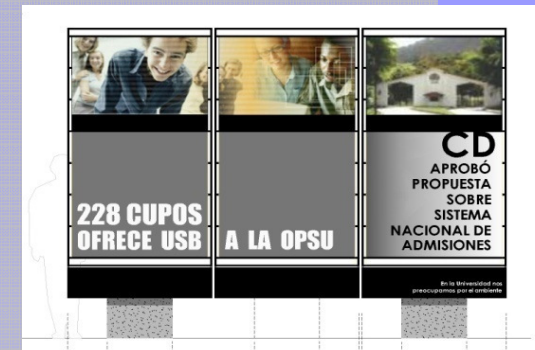 228 CUPOS
OFRECE USB
A LA OPSU
CD
APROBÓ
PROPUESTA
SOBRE
SISTEMA
NACIONAL DE
ADMISIONES
En la Universidad nos
preocupamos por el ambiente